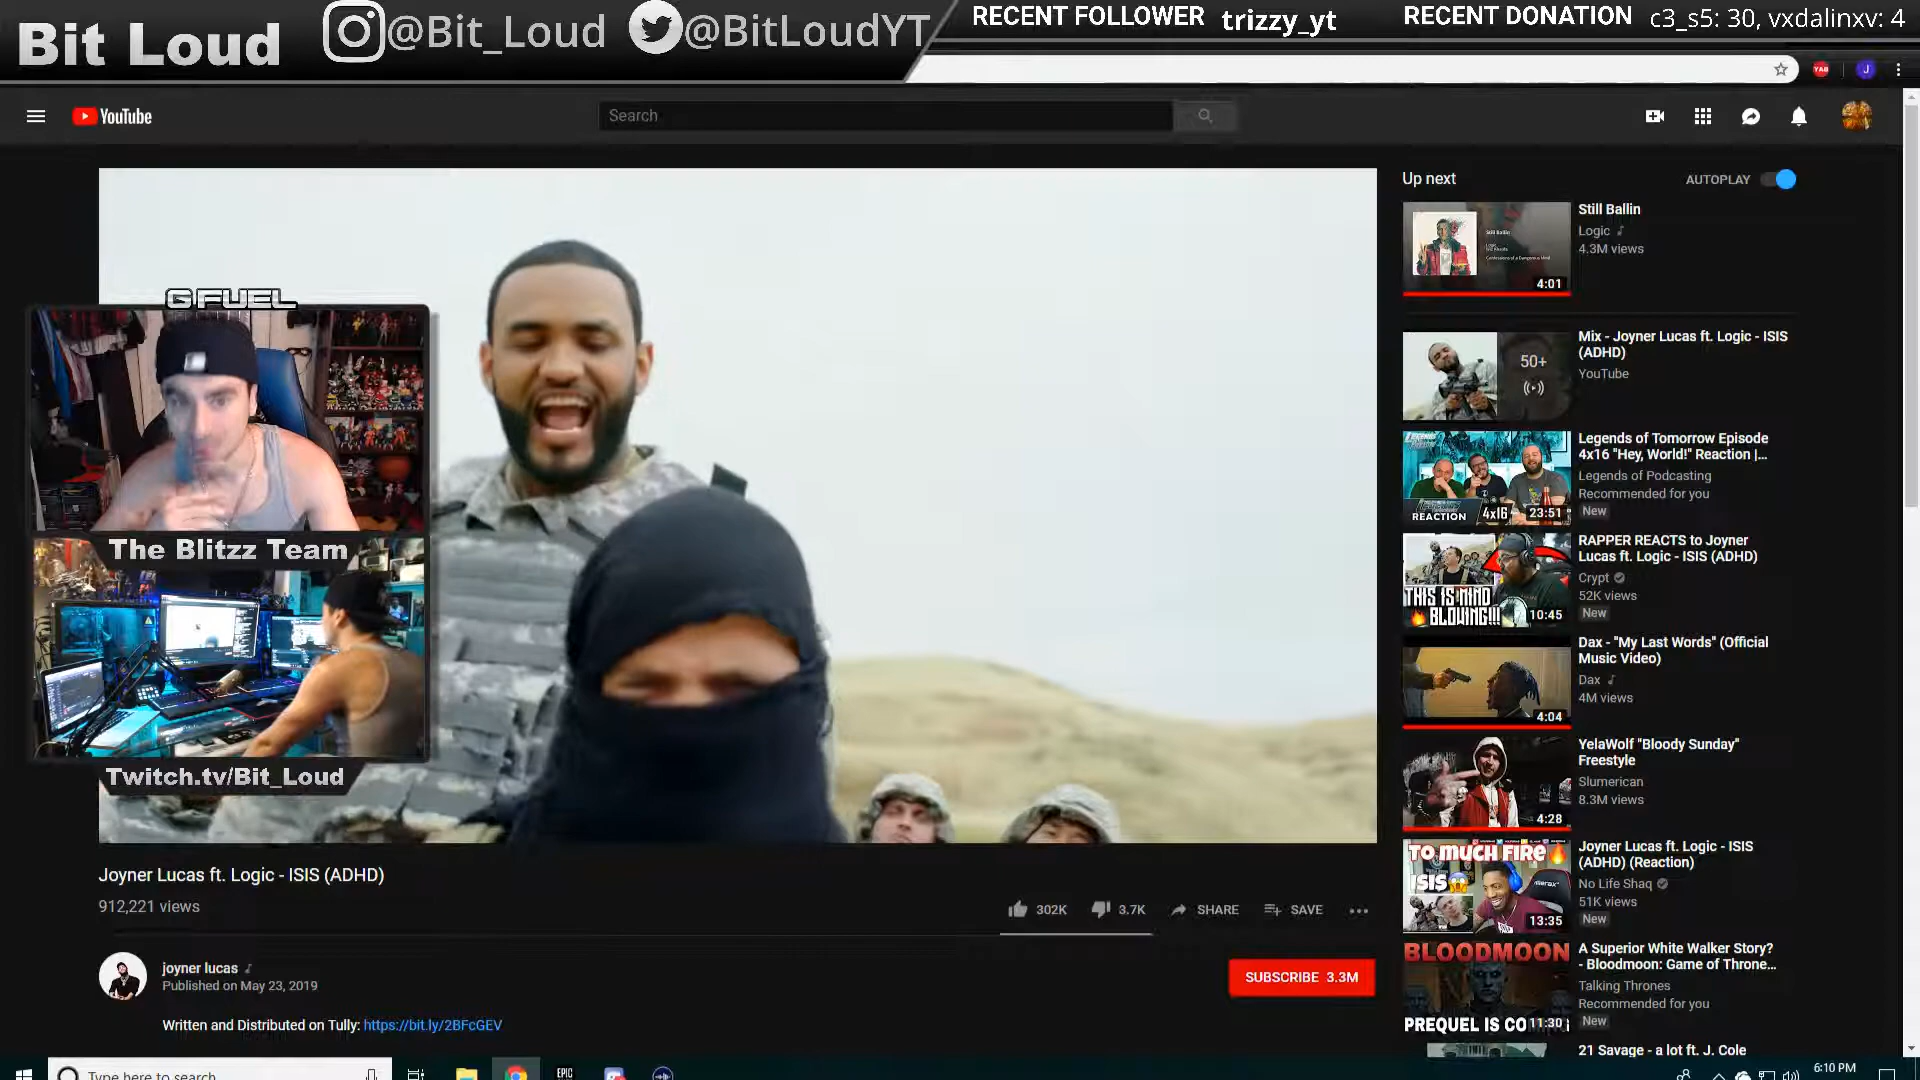 Bit Loud
@Bit_Loud
@BitLoudYT
RECENT FOLLOWER trizzy_yt
RECENT DONATION c3_s5: 30, vxdalinxv: 4
YAB
J
YouTube
Search
G FUEL
The Blitzz Team
Twitch.tv/Bit_Loud
Joyner Lucas ft. Logic - ISIS (ADHD)
912,221 views
302K
3.7K
SHARE
SAVE
joyner lucas
Published on May 23, 2019
SUBSCRIBE 3.3M
Written and Distributed on Tully: https://bit.ly/2BFcGEV
Up next
AUTOPLAY
4:01
Still Ballin
Logic
4.3M views
50+
Mix - Joyner Lucas ft. Logic - ISIS
(ADHD)
YouTube
REACTION
4x16
23:51
Legends of Tomorrow Episode
4x16 "Hey, World!" Reaction |...
Legends of Podcasting
Recommended for you
New
THIS IS MIND
BLOWING!!!
10:45
RAPPER REACTS to Joyner
Lucas ft. Logic - ISIS (ADHD)
Crypt
52K views
New
4:04
Dax - "My Last Words" (Official
Music Video)
Dax
4M views
4:28
YelaWolf "Bloody Sunday"
Freestyle
Slumerican
8.3M views
TO MUCH FIRE
ISIS
13:35
Joyner Lucas ft. Logic - ISIS
(ADHD) (Reaction)
No Life Shaq
51K views
New
BLOODMOON
PREQUEL IS CO
11:30
A Superior White Walker Story?
- Bloodmoon: Game of Throne...
Talking Thrones
Recommended for you
New
21 Savage - a lot ft. J. Cole
Type here to search
EPIC
6:10 PM